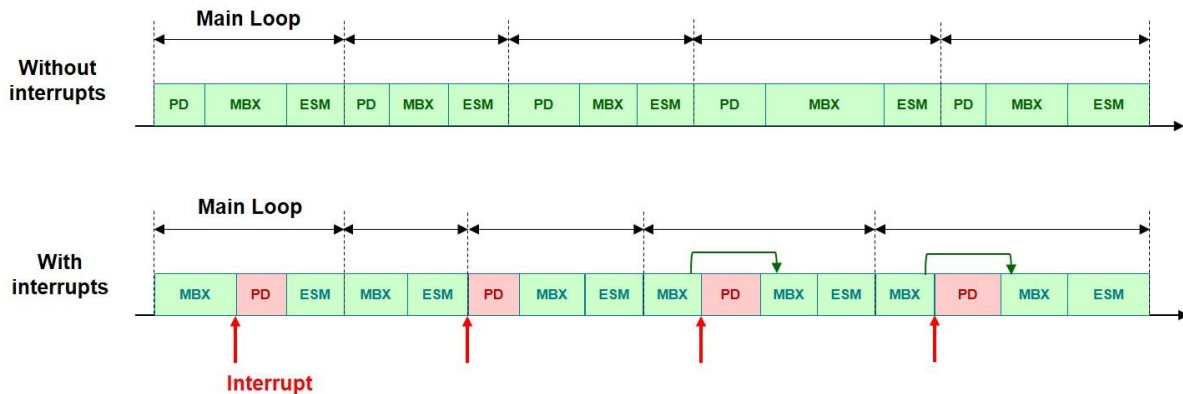 Main Loop
Without
interrupts
PD MBX ESM PD MBX ESM PD MBX ESM PD MBX ESM PD MBX ESM
Main Loop
With
interrupts
MBX PD ESM MBX ESM PD MBX ESM MBX PD MBX ESM MBX PD MBX ESM
Interrupt